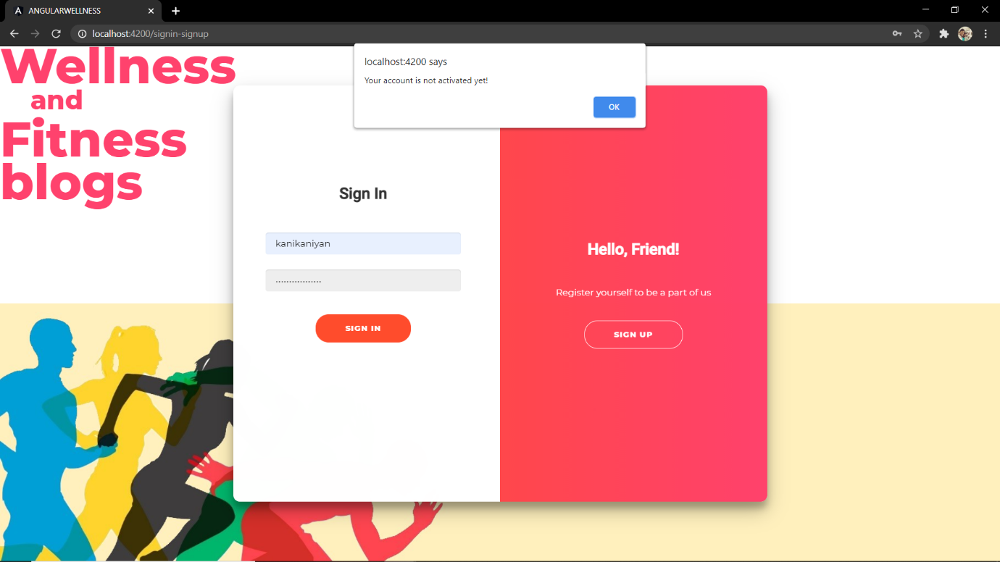 ANGULARWELLNESS
localhost:4200/signin-signup
Wellness
and
Fitness
blogs
localhost:4200 says
Your account is not activated yet!
OK
Sign In
kanikaniyan
SIGN IN
Hello, Friend!
Register yourself to be a part of us
SIGN UP